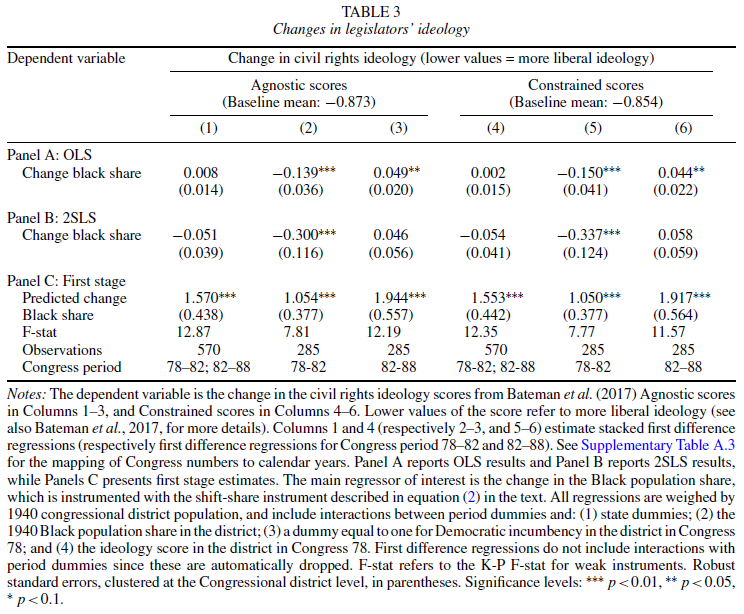 TABLE 3
Changes in legislators' ideology
Dependent variable Change in civil rights ideology (lower values = more liberal ideology)
Agnostic scores Constrained scores
(Baseline mean: −0.873) (Baseline mean: −0.854)
(1) (2) (3) (4) (5) (6)
Panel A: OLS
Change black share 0.008 −0.139*** 0.049** 0.002 −0.150*** 0.044**
(0.014) (0.036) (0.020) (0.015) (0.041) (0.022)
Panel B: 2SLS
Change black share −0.051 −0.300*** 0.046 −0.054 −0.337*** 0.058
(0.039) (0.116) (0.056) (0.041) (0.124) (0.059)
Panel C: First stage
Predicted change 1.570*** 1.054*** 1.944*** 1.553*** 1.050*** 1.917***
Black share (0.438) (0.377) (0.557) (0.442) (0.377) (0.564)
F-stat 12.87 7.81 12.19 12.35 7.77 11.57
Observations 570 285 285 570 285 285
Congress period 78–82; 82–88 78-82 82-88 78-82; 82-88 78-82 82–88
Notes: The dependent variable is the change in the civil rights ideology scores from Bateman et al. (2017) Agnostic scores
in Columns 1–3, and Constrained scores in Columns 4–6. Lower values of the score refer to more liberal ideology (see
also Bateman et al., 2017, for more details). Columns 1 and 4 (respectively 2–3, and 5–6) estimate stacked first difference
regressions (respectively first difference regressions for Congress period 78–82 and 82–88). See Supplementary Table A.3
for the mapping of Congress numbers to calendar years. Panel A reports OLS results and Panel B reports 2SLS results,
while Panels C presents first stage estimates. The main regressor of interest is the change in the Black population share,
which is instrumented with the shift-share instrument described in equation (2) in the text. All regressions are weighed by
1940 congressional district population, and include interactions between period dummies and: (1) state dummies; (2) the
1940 Black population share in the district; (3) a dummy equal to one for Democratic incumbency in the district in Congress
78; and (4) the ideology score in the district in Congress 78. First difference regressions do not include interactions with
period dummies since these are automatically dropped. F-stat refers to the K-P F-stat for weak instruments. Robust
standard errors, clustered at the Congressional district level, in parentheses. Significance levels: *** p<0.01, ** p<0.05,
* p<0.1.